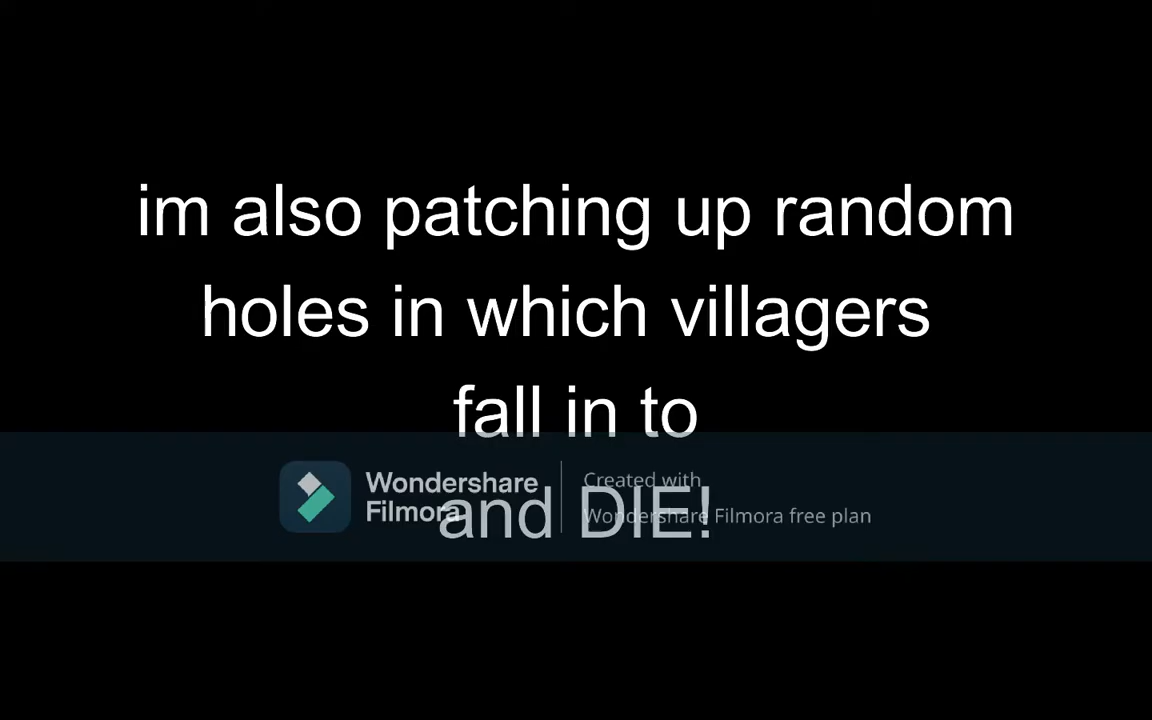 im also patching up random
holes in which villagers
fall in to
and DIE!
Wondershare
Filmora
Created with
Wondershare Filmora free plan